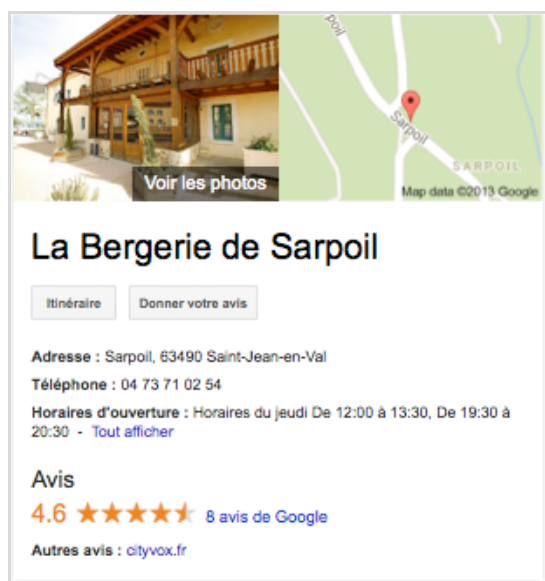 Voir les photos
poil
Sarpoil
SARPOIL
Map data ©2013 Google
La Bergerie de Sarpoil
Itinéraire Donner votre avis
Adresse : Sarpoil, 63490 Saint-Jean-en-Val
Téléphone : 04 73 71 02 54
Horaires d'ouverture : Horaires du jeudi De 12:00 à 13:30, De 19:30 à
20:30 - Tout afficher
Avis
4.6 8 avis de Google
Autres avis : cityvox.fr